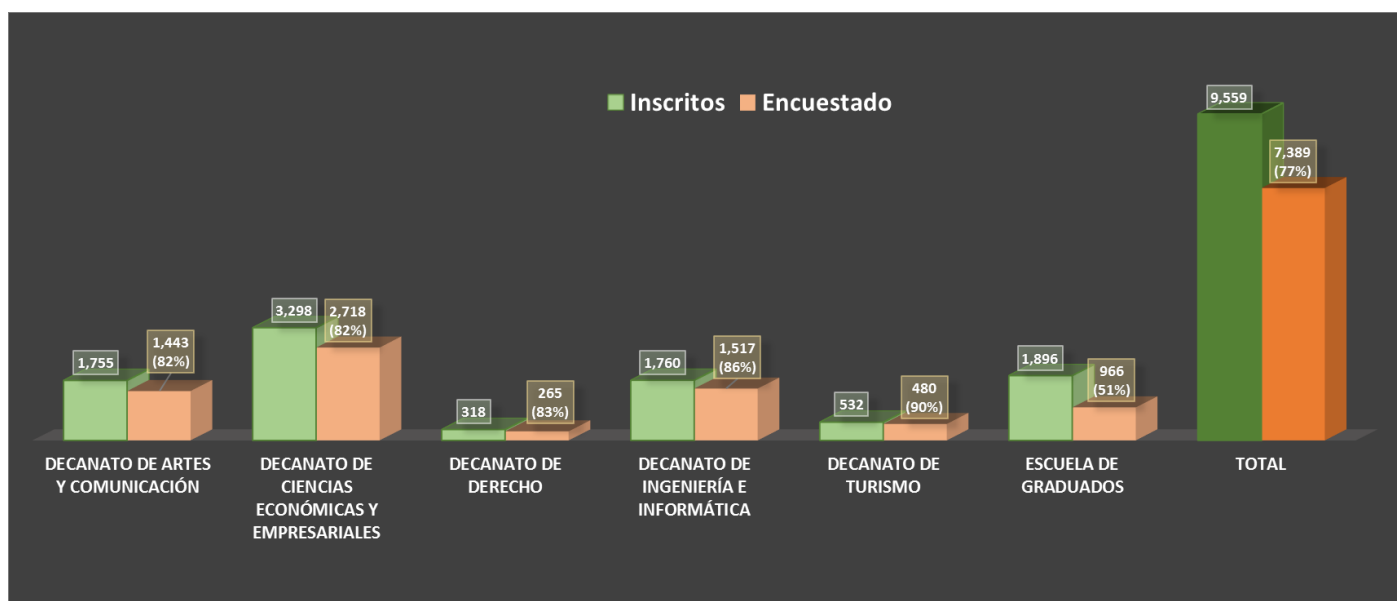 Inscritos Encuestado
1,755
1,443
(82%)
3,298
2,718
(82%)
318
265
(83%)
1,760
1,517
(86%)
532
480
(90%)
1,896
966
(51%)
9,559
7,389
(77%)
DECANATO DE ARTES
Y COMUNICACIÓN
DECANATO DE
CIENCIAS
ECONÓMICAS Y
EMPRESARIALES
DECANATO DE
DERECHO
DECANATO DE
INGENIERÍA E
INFORMÁTICA
DECANATO DE
TURISMO
ESCUELA DE
GRADUADOS
TOTAL